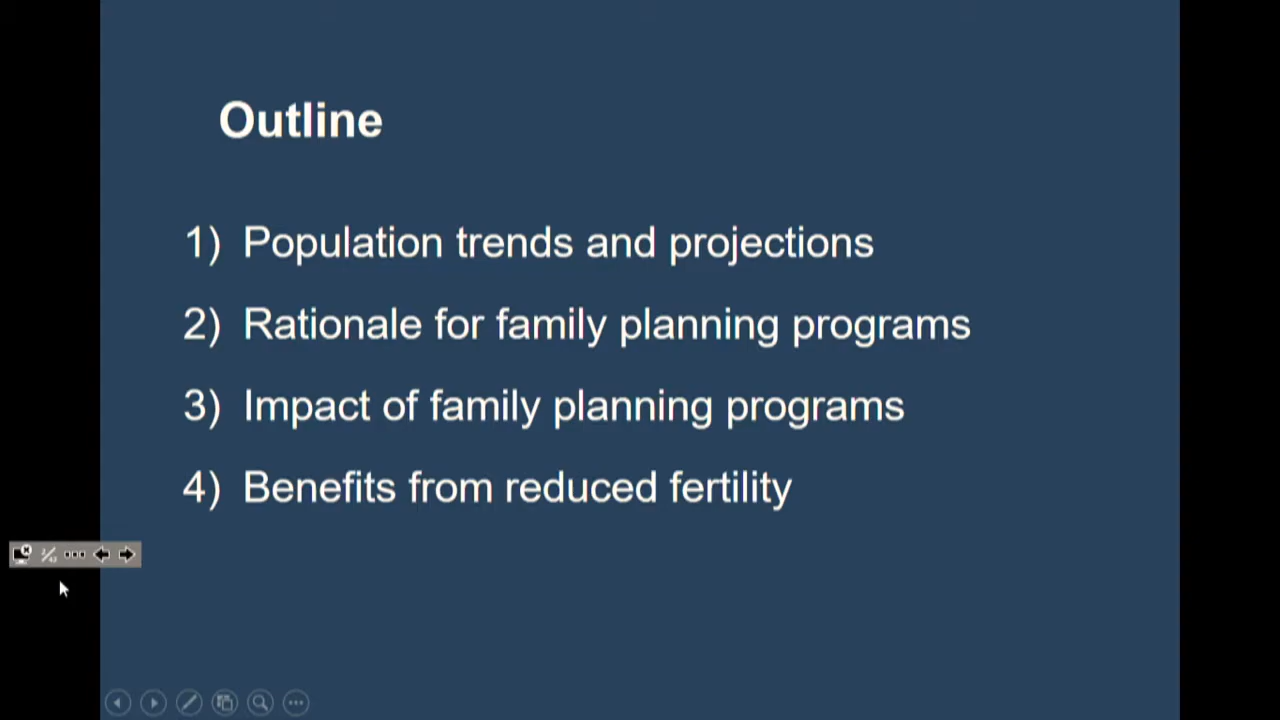 Outline
1) Population trends and projections
2) Rationale for family planning programs
3) Impact of family planning programs
4) Benefits from reduced fertility